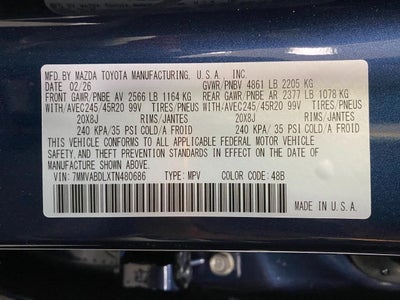 MFD.BY MAZDA TOYOTA MANUFACTURING, U.S.A., INC.
DATE 02/26 GVWR/PNBV 4861 LB 2205 KG
FRONT GAWR/PNBE AV 2566 LB 1164 KG REAR GAWR/PNBE AR 2377 LB 1078 KG
WITH/AVEC245/45R20 99V TIRES/PNEUS WITH/AVEC245/45R20 99V TIRES/PNEUS
20X8J RIMS/JANTES 20X8J RIMS/JANTES
240 KPA/35 PSI COLD/A FROID 240 KPA/35 PSI COLD/A FROID
THIS VEHICLE CONFORMS TO ALL APPLICABLE FEDERAL MOTOR VEHICLE
SAFETY AND THEFT PREVENTION STANDARDS IN EFFECT ON THE DATE OF
MANUFACTURE SHOWN ABOVE.
VIN: 7MMVABDLXTN480686 TYPE: MPV COLOR CODE: 48B
MADE IN U.S.A.